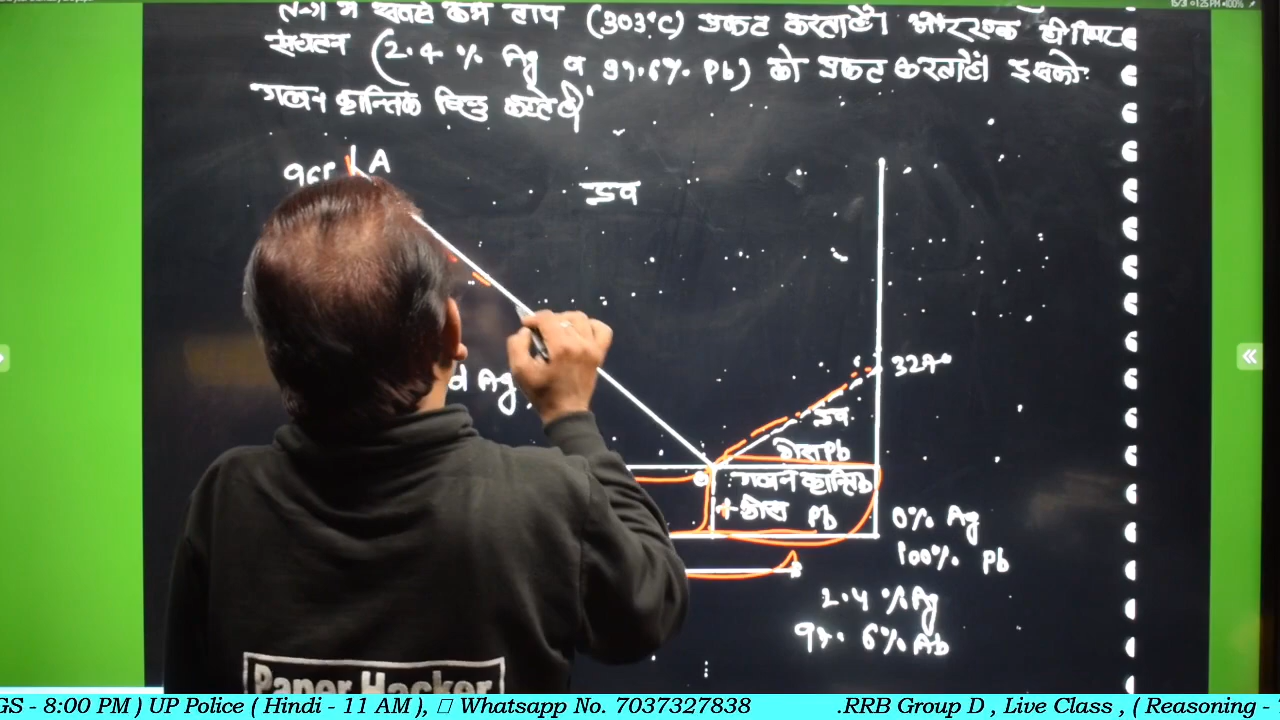 सबसे कम ताप (303°C) प्रकट करता है।
संघटन (2.4 % Ag व 97.6% Pb) को प्रकट करता है। इसको
गलन क्रान्तिक बिन्दु कहते हैं
A
द्रव
327°
Ag
द्रव
ठोस Pb
गलन क्रान्तिक
+ ठोस Pb
0% Ag
100% Pb
2.4 % Ag
97.6% Pb
Paper Hacker
GS - 8:00 PM ) UP Police ( Hindi - 11 AM ), Whatsapp No. 7037327838 .RRB Group D , Live Class , ( Reasoning -